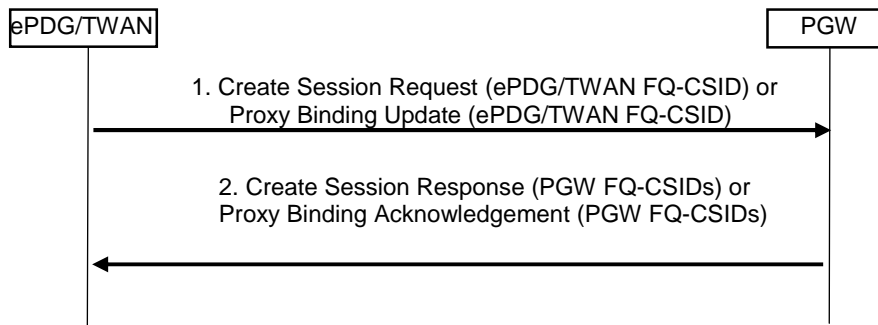 ePDG/TWAN
PGW
1. Create Session Request (ePDG/TWAN FQ-CSID) or
Proxy Binding Update (ePDG/TWAN FQ-CSID)
2. Create Session Response (PGW FQ-CSIDs) or
Proxy Binding Acknowledgement (PGW FQ-CSIDs)